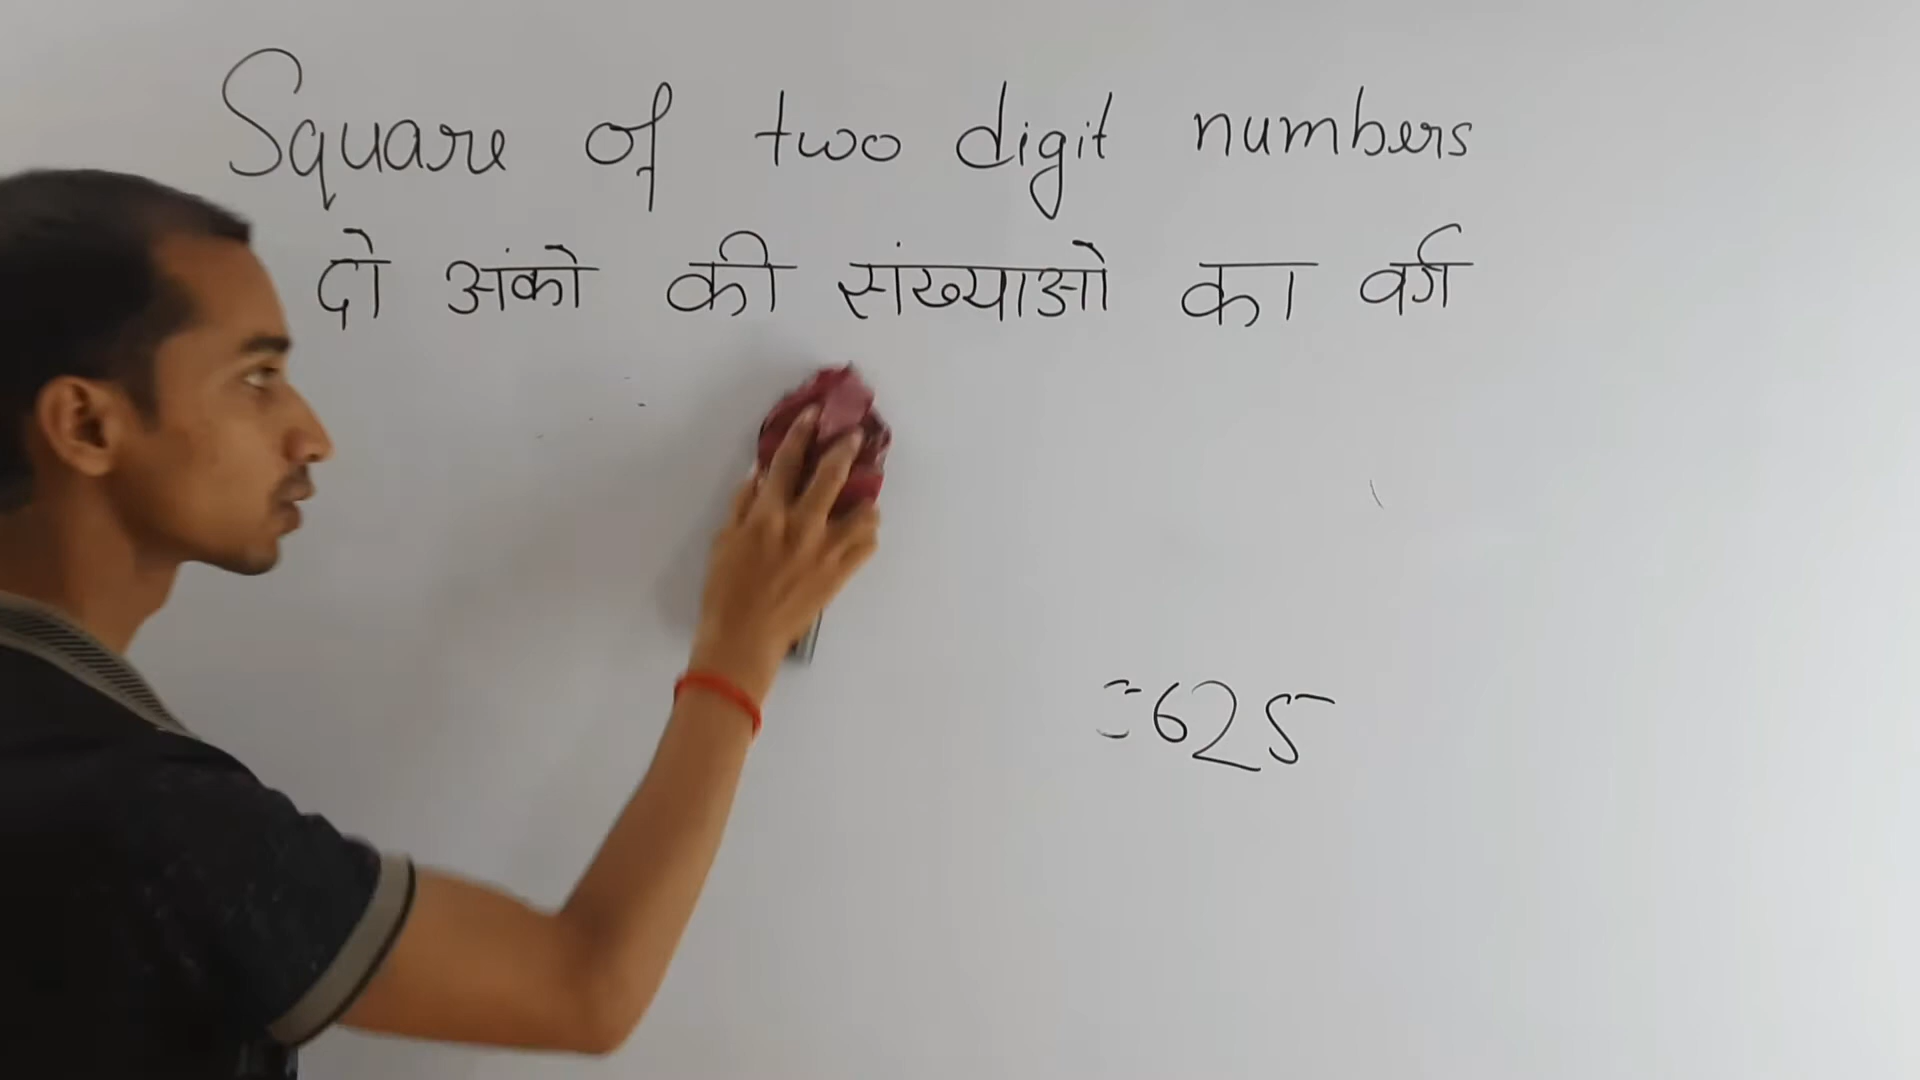 Square of two digit numbers
दो अंको की संख्याओ का वर्ग
=625